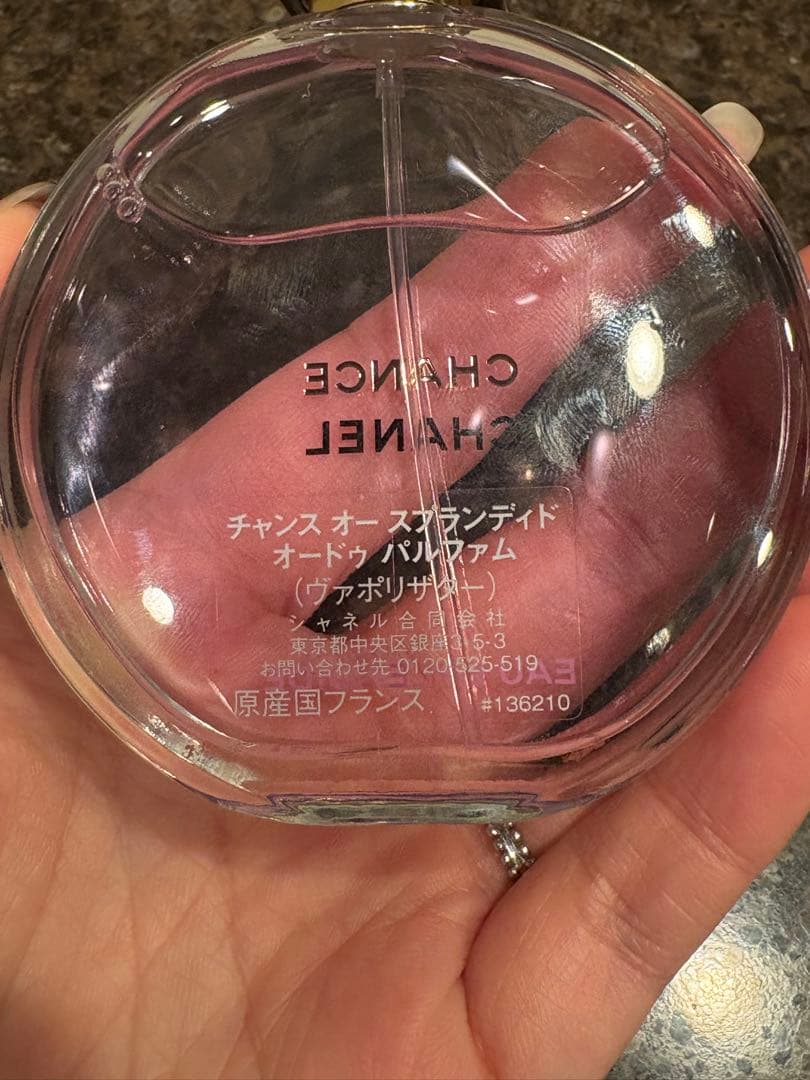 CHANCE
CHANEL
チャンス オー スプランディド
オードゥ パルファム
(ヴァポリザター)
シャネル合同会社
東京都中央区銀座3-5-3
お問い合わせ先 0120-525-519
EAU
原産国フランス
#136210